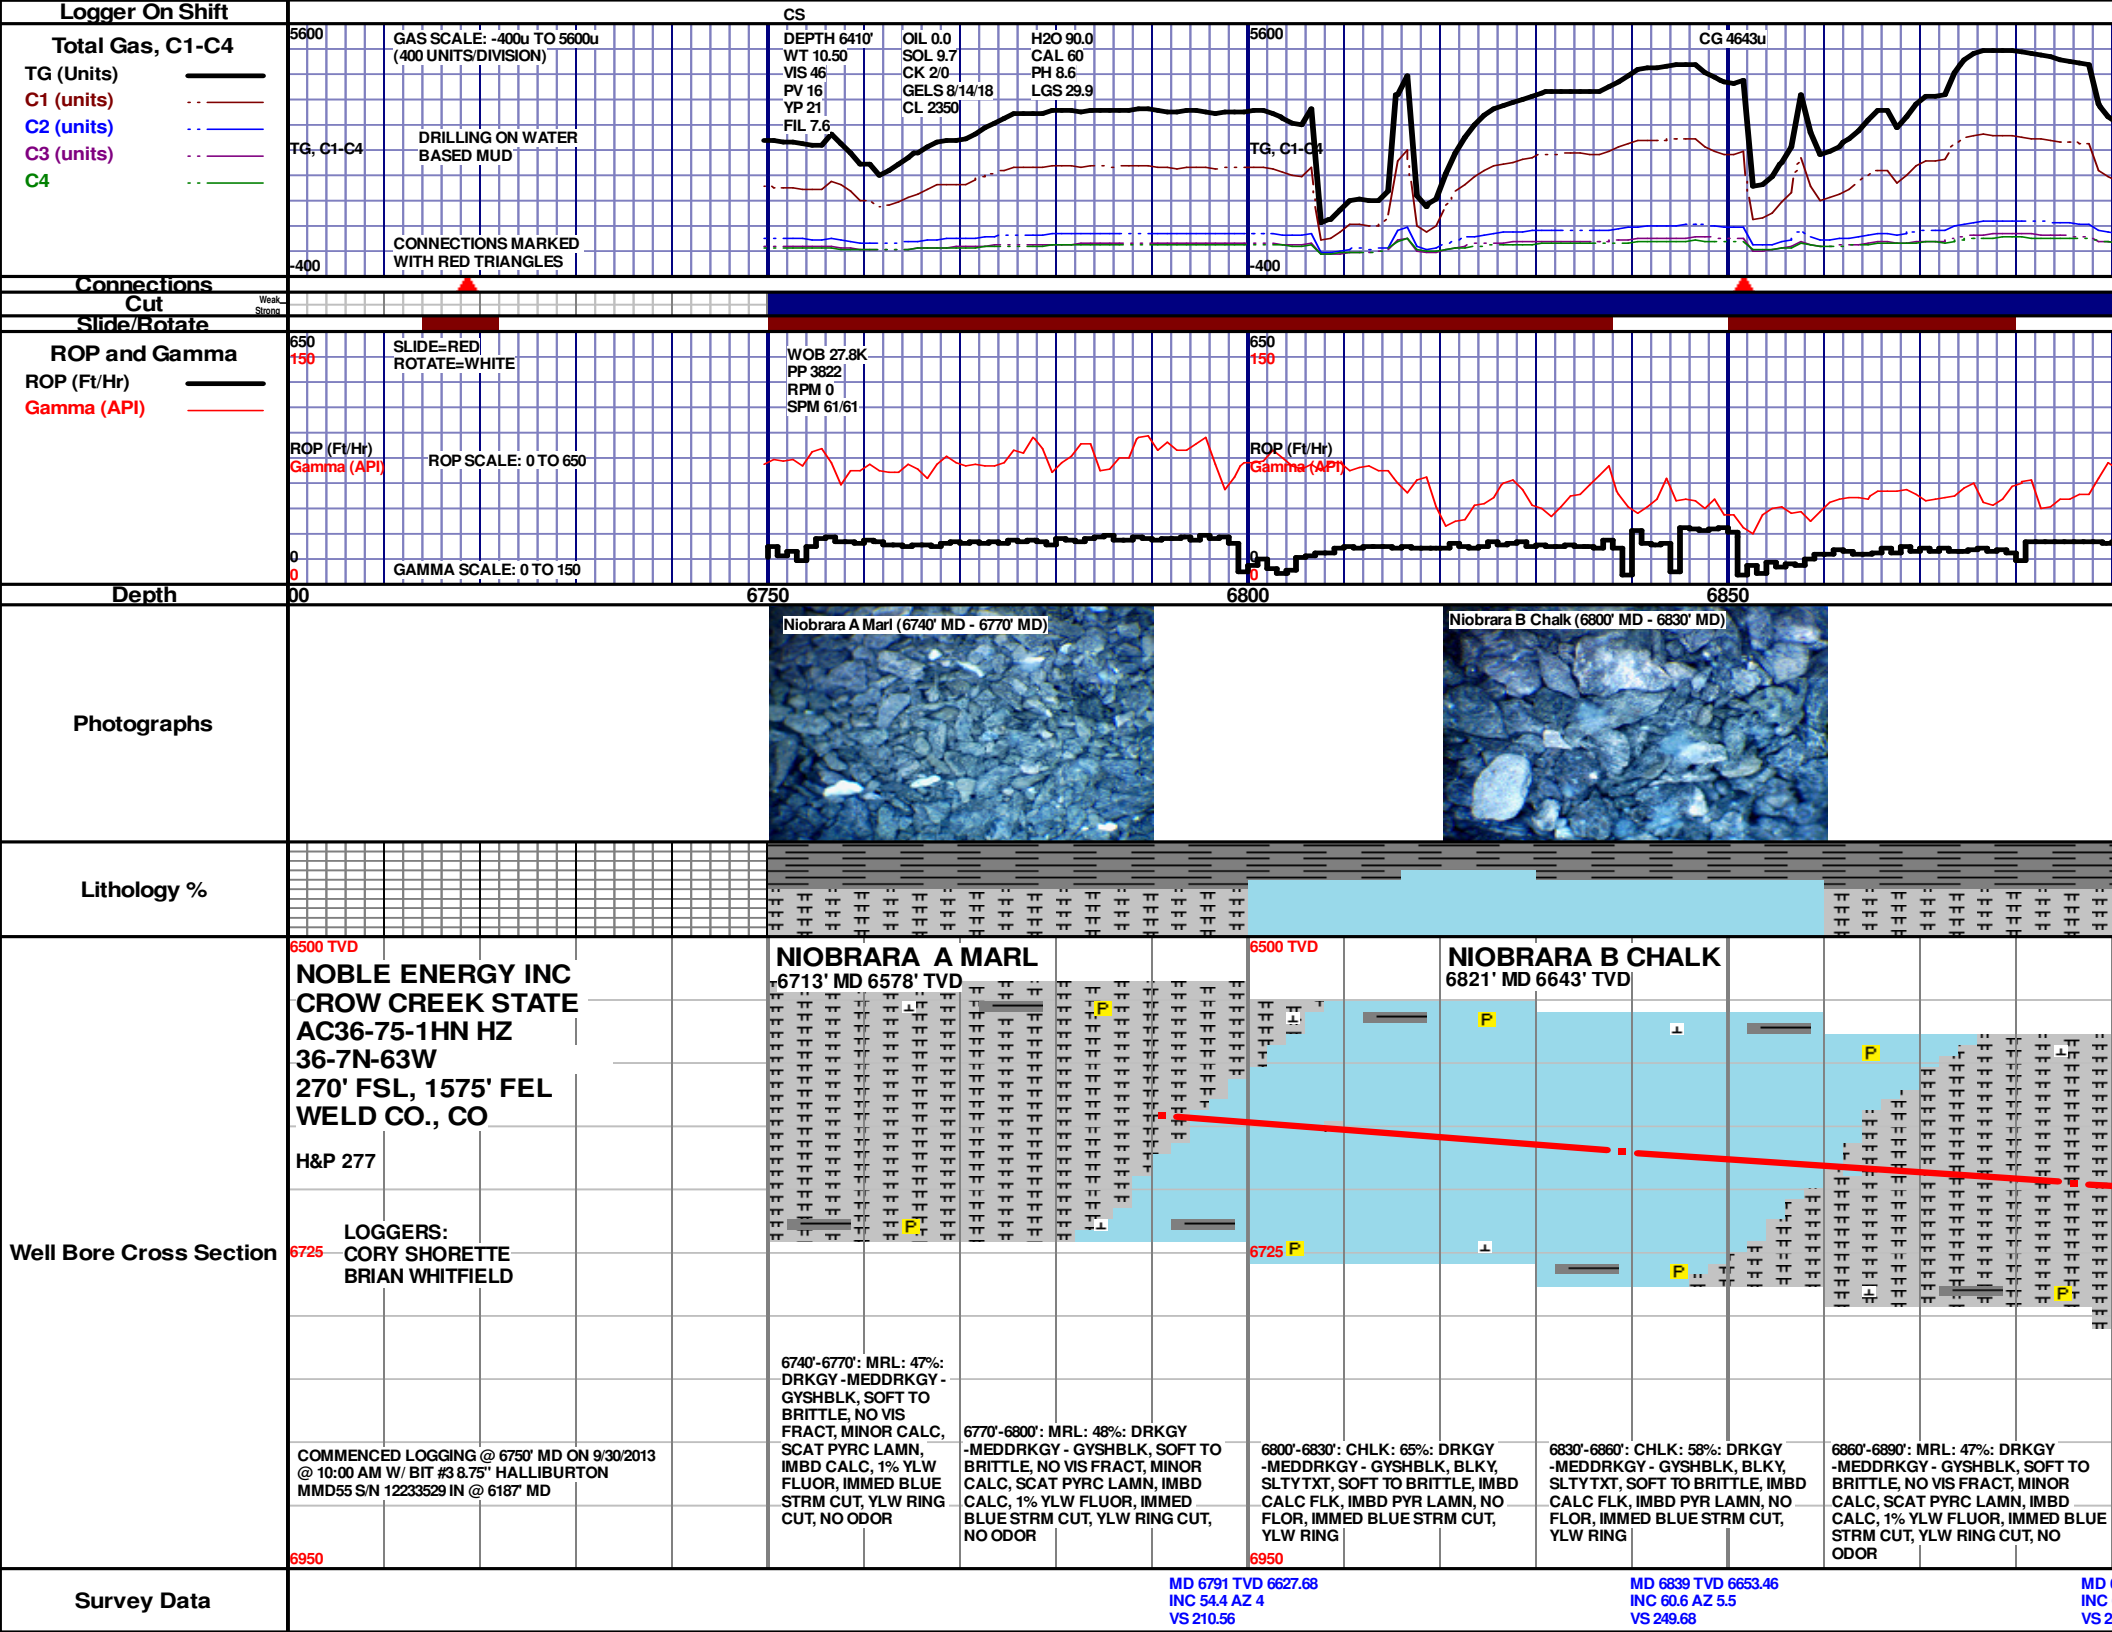 Logger On Shift
CS
Total Gas, C1-C4
TG (Units)
C1 (units)
C2 (units)
C3 (units)
C4
5600
GAS SCALE: -400u TO 5600u
(400 UNITS/DIVISION)
TG, C1-C4
DRILLING ON WATER
BASED MUD
CONNECTIONS MARKED
WITH RED TRIANGLES
-400
DEPTH 6410'
WT 10.50
VIS 46
PV 16
YP 21
FIL 7.6
OIL 0.0
SOL 9.7
CK 2/0
GELS 8/14/18
CL 2350
H2O 90.0
CAL 60
PH 8.6
LGS 29.9
5600
TG, C1-C4
-400
CG 4643u
Connections
Cut
Weak
Strong
Slide/Rotate
ROP and Gamma
ROP (Ft/Hr)
Gamma (API)
650
150
SLIDE=RED
ROTATE=WHITE
ROP (Ft/Hr)
Gamma (API)
ROP SCALE: 0 TO 650
0
0
GAMMA SCALE: 0 TO 150
WOB 27.8K
PP 3822
RPM 0
SPM 61/61
650
150
ROP (Ft/Hr)
Gamma (API)
0
0
Depth
00
6750
6800
6850
Photographs
Niobrara A Marl (6740' MD - 6770' MD)
Niobrara B Chalk (6800' MD - 6830' MD)
Lithology %
Well Bore Cross Section
6500 TVD
NOBLE ENERGY INC
CROW CREEK STATE
AC36-75-1HN HZ
36-7N-63W
270' FSL, 1575' FEL
WELD CO., CO
H&P 277
LOGGERS:
CORY SHORETTE
BRIAN WHITFIELD
6725
COMMENCED LOGGING @ 6750' MD ON 9/30/2013
@ 10:00 AM W/ BIT #3 8.75" HALLIBURTON
MMD55 S/N 12233529 IN @ 6187' MD
6950
NIOBRARA A MARL
6713' MD 6578' TVD
P
P
6500 TVD
NIOBRARA B CHALK
6821' MD 6643' TVD
P
P
P
P
P
6725
6740'-6770': MRL: 47%:
DRKGY -MEDDRKGY -
GYSHBLK, SOFT TO
BRITTLE, NO VIS
FRACT, MINOR CALC,
SCAT PYRC LAMN,
IMBD CALC, 1% YLW
FLUOR, IMMED BLUE
STRM CUT, YLW RING
CUT, NO ODOR
6770'-6800': MRL: 48%: DRKGY
-MEDDRKGY - GYSHBLK, SOFT TO
BRITTLE, NO VIS FRACT, MINOR
CALC, SCAT PYRC LAMN, IMBD
CALC, 1% YLW FLUOR, IMMED
BLUE STRM CUT, YLW RING CUT,
NO ODOR
6800'-6830': CHLK: 65%: DRKGY
-MEDDRKGY - GYSHBLK, BLKY,
SLTYTXT, SOFT TO BRITTLE, IMBD
CALC FLK, IMBD PYR LAMN, NO
FLOR, IMMED BLUE STRM CUT,
YLW RING
6830'-6860': CHLK: 58%: DRKGY
-MEDDRKGY - GYSHBLK, BLKY,
SLTYTXT, SOFT TO BRITTLE, IMBD
CALC FLK, IMBD PYR LAMN, NO
FLOR, IMMED BLUE STRM CUT,
YLW RING
6860'-6890': MRL: 47%: DRKGY
-MEDDRKGY - GYSHBLK, SOFT TO
BRITTLE, NO VIS FRACT, MINOR
CALC, SCAT PYRC LAMN, IMBD
CALC, 1% YLW FLUOR, IMMED BLUE
STRM CUT, YLW RING CUT, NO
ODOR
6950
Survey Data
MD 6791 TVD 6627.68
INC 54.4 AZ 4
VS 210.56
MD 6839 TVD 6653.46
INC 60.6 AZ 5.5
VS 249.68
MD
INC
VS 2